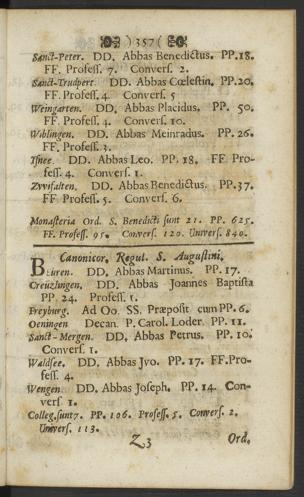 ) 357 (
Sanct-Peter. DD. Abbas Benedictus. PP. 18.
FF. Profess. 7. Convers. 2.
Sanct-Trudpert. DD. Abbas Cœlestin. PP. 20.
FF. Profess. 4. Convers. 5
Weingarten. DD. Abbas Placidus. PP. 50.
FF. Profess. 4. Convers. 10.
Wiblingen. DD. Abbas Meinradus. PP. 26.
FF. Profess. 3.
Isnee. DD. Abbas Leo. PP. 18. FF. Pro-
fess. 4. Convers. 1.
Zwifalten. DD. Abbas Benedictus. PP. 37.
FF. Profess. 5. Convers. 6.
Monasteria Ord. S. Benedicti sunt 21. PP. 625.
FF. Profess. 95. Convers. 120. Univers. 840.
Canonicor. Regul. S. Augustini.
Beüren. DD. Abbas Martinus. PP. 17.
Creüzlingen, DD. Abbas Joannes Baptista
PP. 24. Profess. 1.
Freyburg. Ad Oo. SS. Præposit cum PP. 6.
Oeningen Decan. P. Carol. Loder. PP. 11.
Sanct-Mergen. DD. Abbas Petrus. PP. 10.
Convers. 1.
Waldsee. DD. Abbas Jvo. PP. 17. FF. Pro-
fess. 4.
Wengen. DD. Abbas Joseph. PP. 14. Con-
vers. 1.
Colleg. sunt 7. PP. 106. Profess. 5. Convers. 2.
Univers. 113.
Z3 Ord.